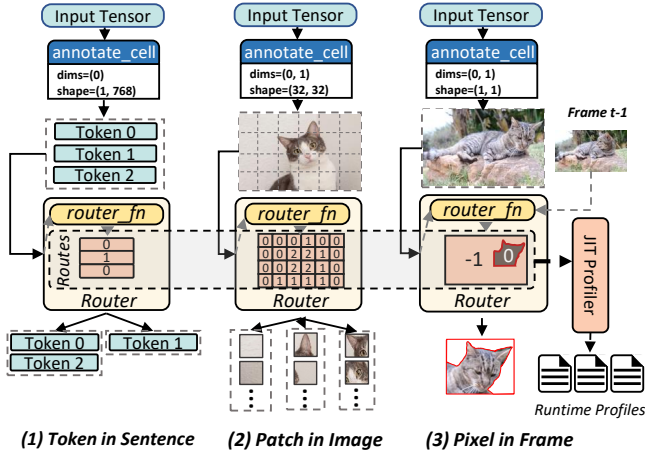 Input Tensor
annotate_cell
dims=(0)
shape=(1, 768)
Token 0
Token 1
Token 2
router_fn
Routes
0
1
0
Router
Token 0
Token 2
Token 1
(1) Token in Sentence
Input Tensor
annotate_cell
dims=(0, 1)
shape=(32, 32)
router_fn
0 0 0 1 0 0
0 0 2 2 1 0
0 0 2 2 1 0
0 1 1 1 1 0
Router
(2) Patch in Image
Input Tensor
annotate_cell
dims=(0, 1)
shape=(1, 1)
Frame t-1
router_fn
-1
0
Router
JIT Profiler
Runtime Profiles
(3) Pixel in Frame